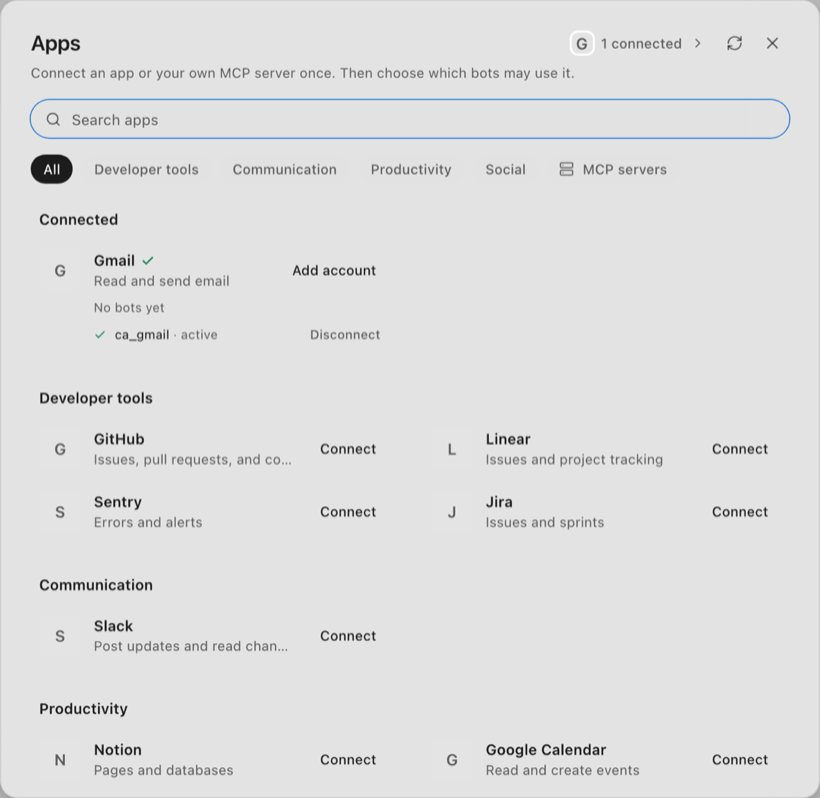 Apps
G 1 connected
Connect an app or your own MCP server once. Then choose which bots may use it.
Search apps
All Developer tools Communication Productivity Social MCP servers
Connected
G
Gmail
Read and send email
Add account
No bots yet
ca_gmail · active Disconnect
Developer tools
G
GitHub
Issues, pull requests, and co...
Connect
L
Linear
Issues and project tracking
Connect
S
Sentry
Errors and alerts
Connect
J
Jira
Issues and sprints
Connect
Communication
S
Slack
Post updates and read chan...
Connect
Productivity
N
Notion
Pages and databases
Connect
G
Google Calendar
Read and create events
Connect